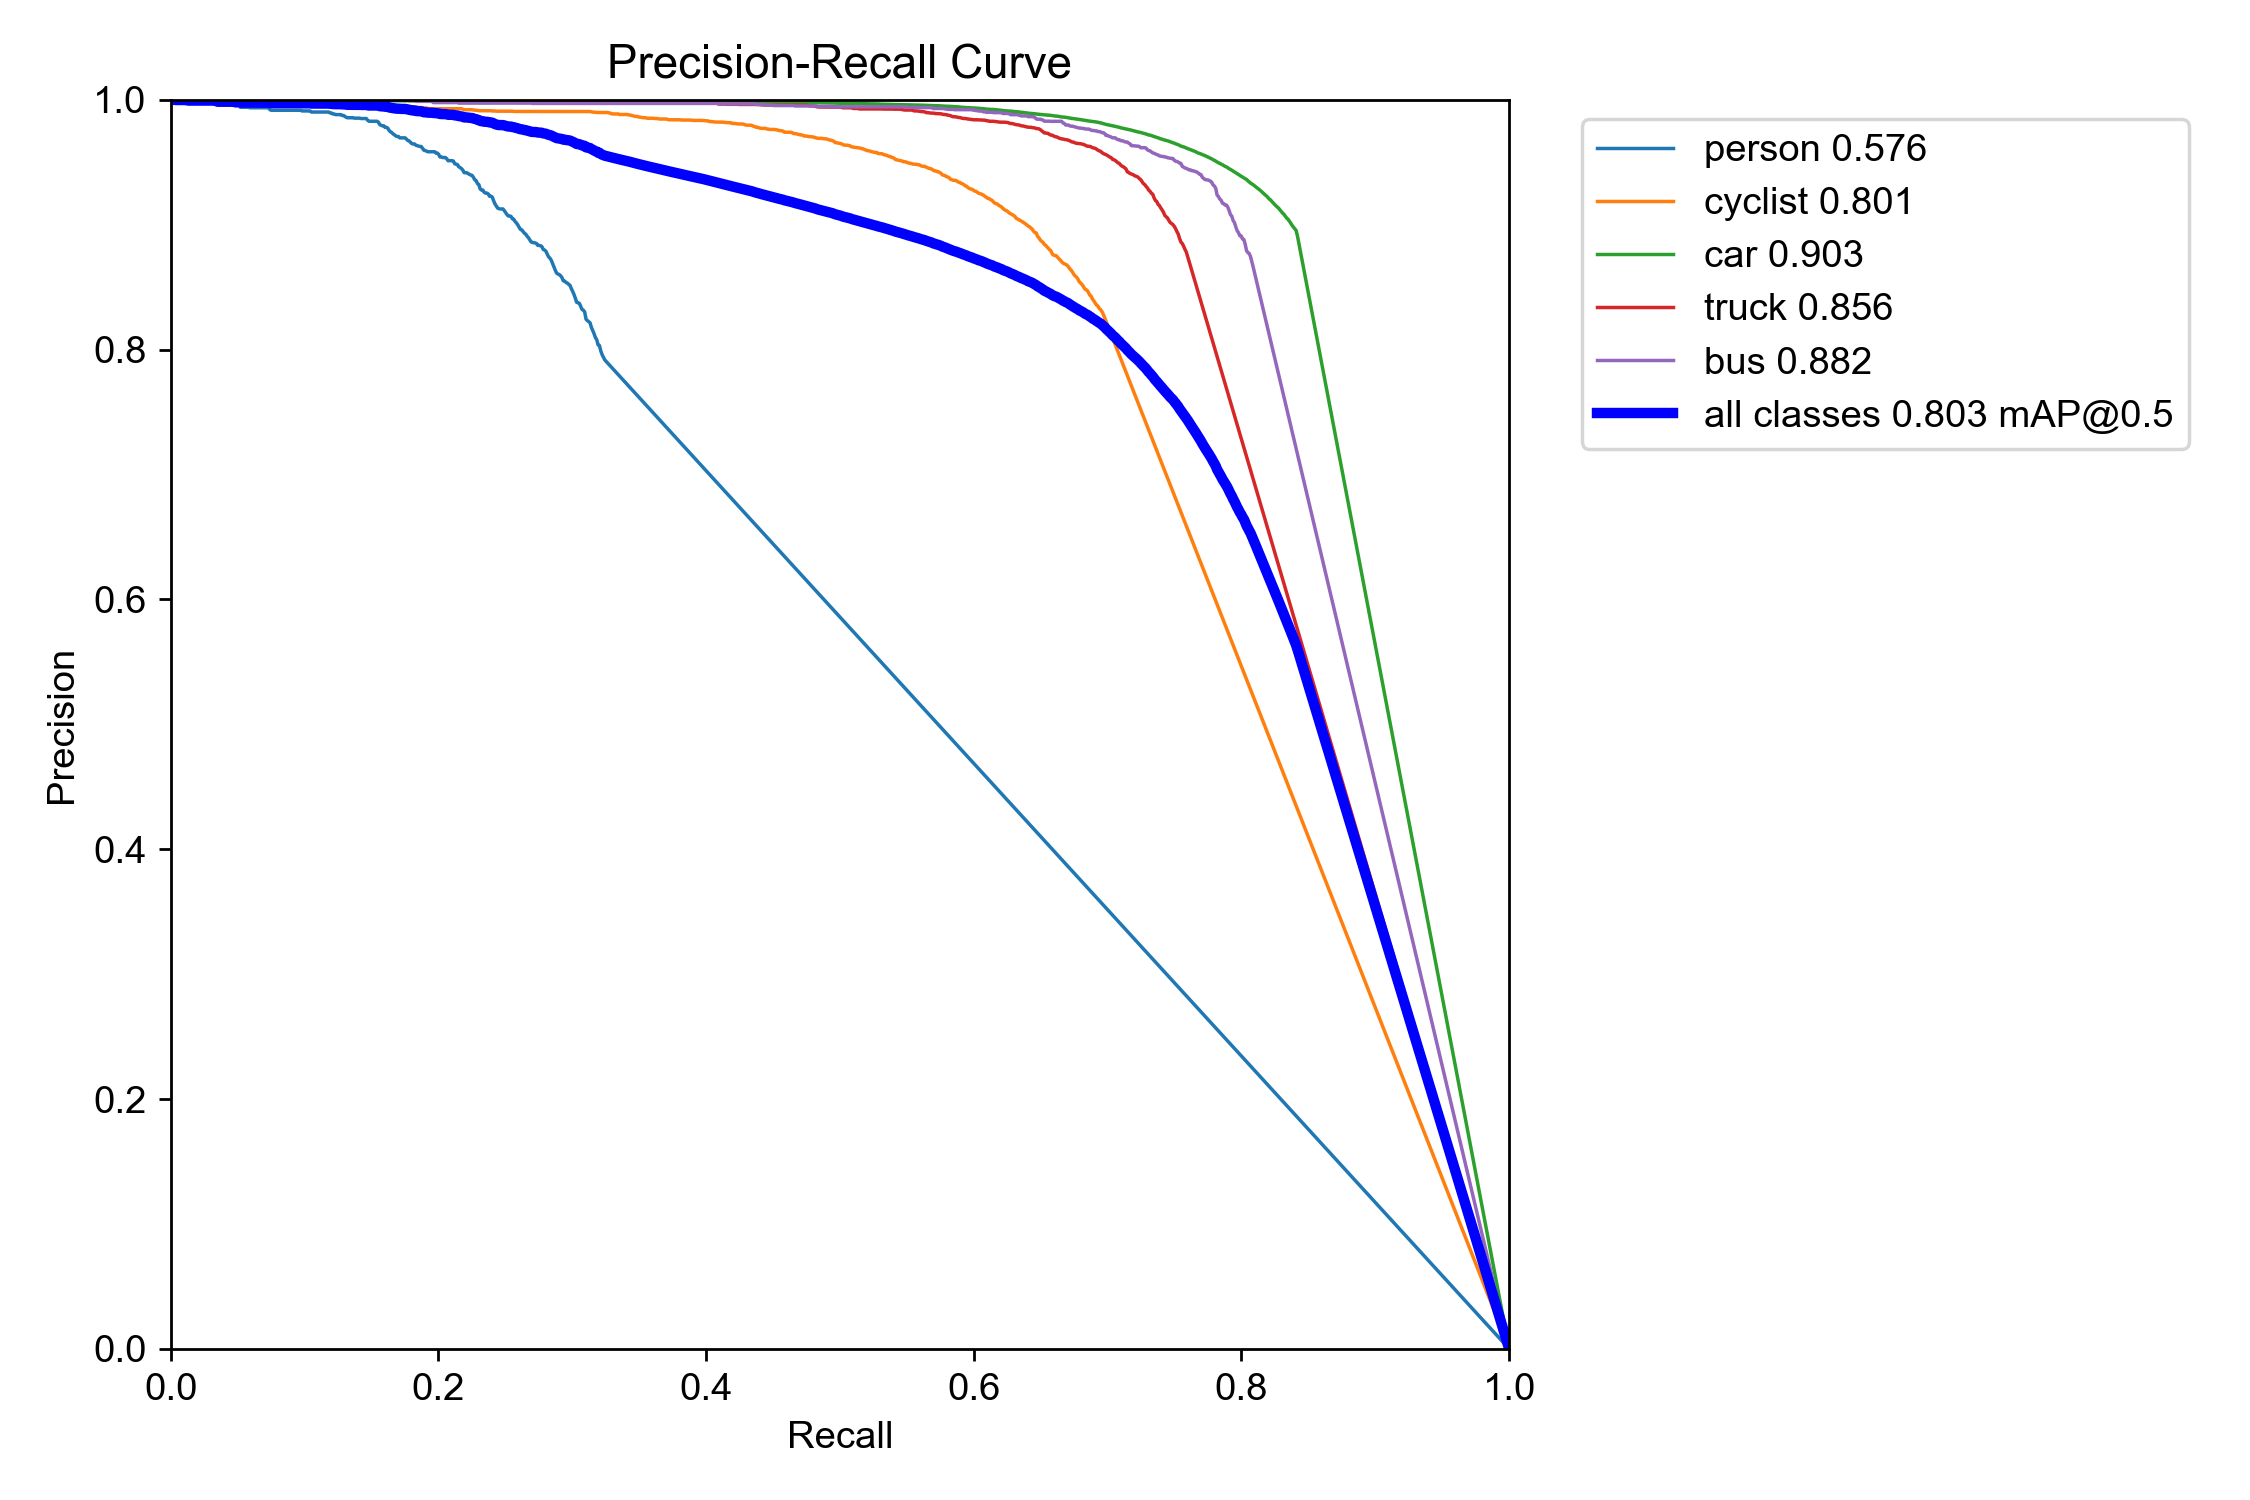 Precision-Recall Curve
1.0
0.8
0.6
0.4
0.2
0.0
Precision
0.0 0.2 0.4 0.6 0.8 1.0
Recall
person 0.576
cyclist 0.801
car 0.903
truck 0.856
bus 0.882
all classes 0.803 mAP@0.5